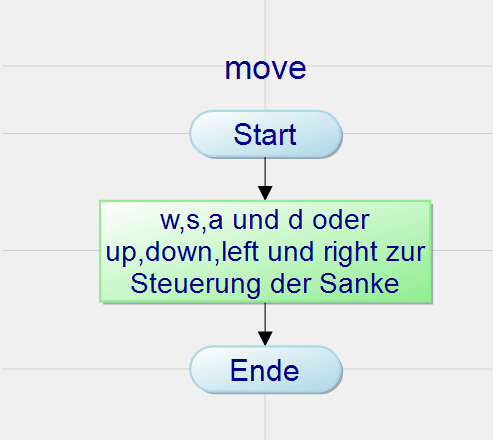 move
Start
w,s,a und d oder
up,down,left und right zur
Steuerung der Sanke
Ende